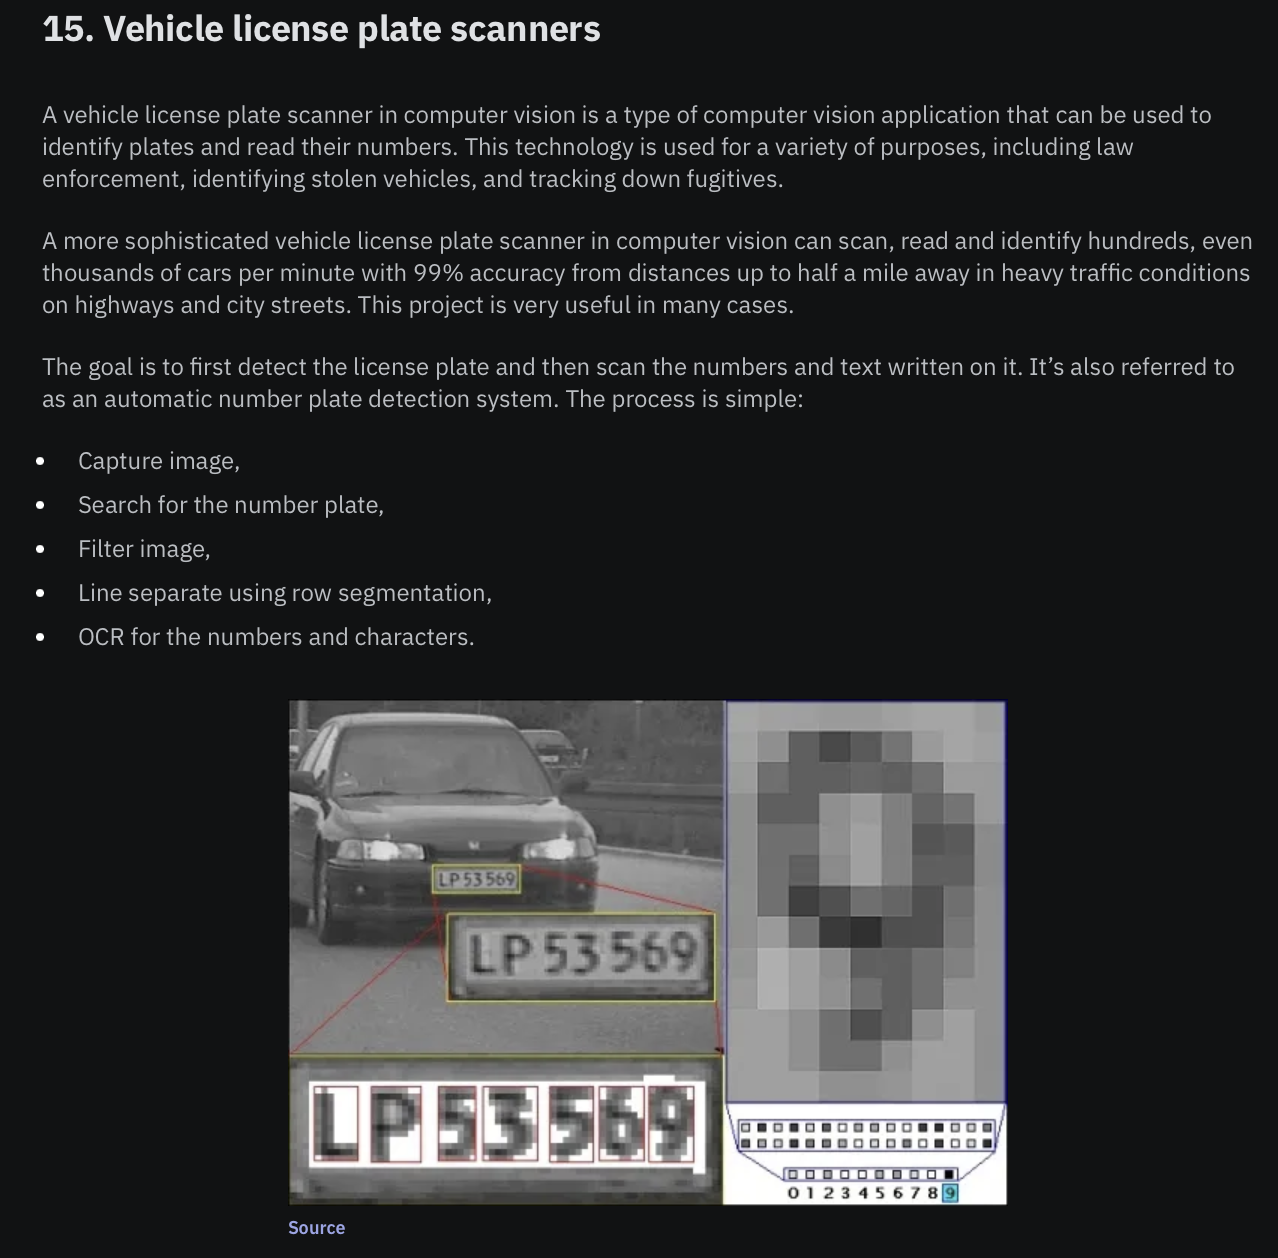 15. Vehicle license plate scanners
A vehicle license plate scanner in computer vision is a type of computer vision application that can be used to
identify plates and read their numbers. This technology is used for a variety of purposes, including law
enforcement, identifying stolen vehicles, and tracking down fugitives.
A more sophisticated vehicle license plate scanner in computer vision can scan, read and identify hundreds, even
thousands of cars per minute with 99% accuracy from distances up to half a mile away in heavy traffic conditions
on highways and city streets. This project is very useful in many cases.
The goal is to first detect the license plate and then scan the numbers and text written on it. It’s also referred to
as an automatic number plate detection system. The process is simple:
• Capture image,
• Search for the number plate,
• Filter image,
• Line separate using row segmentation,
• OCR for the numbers and characters.
LP 53 569
LP 53 569
LP 53 569
9
0 1 2 3 4 5 6 7 8 9
Source